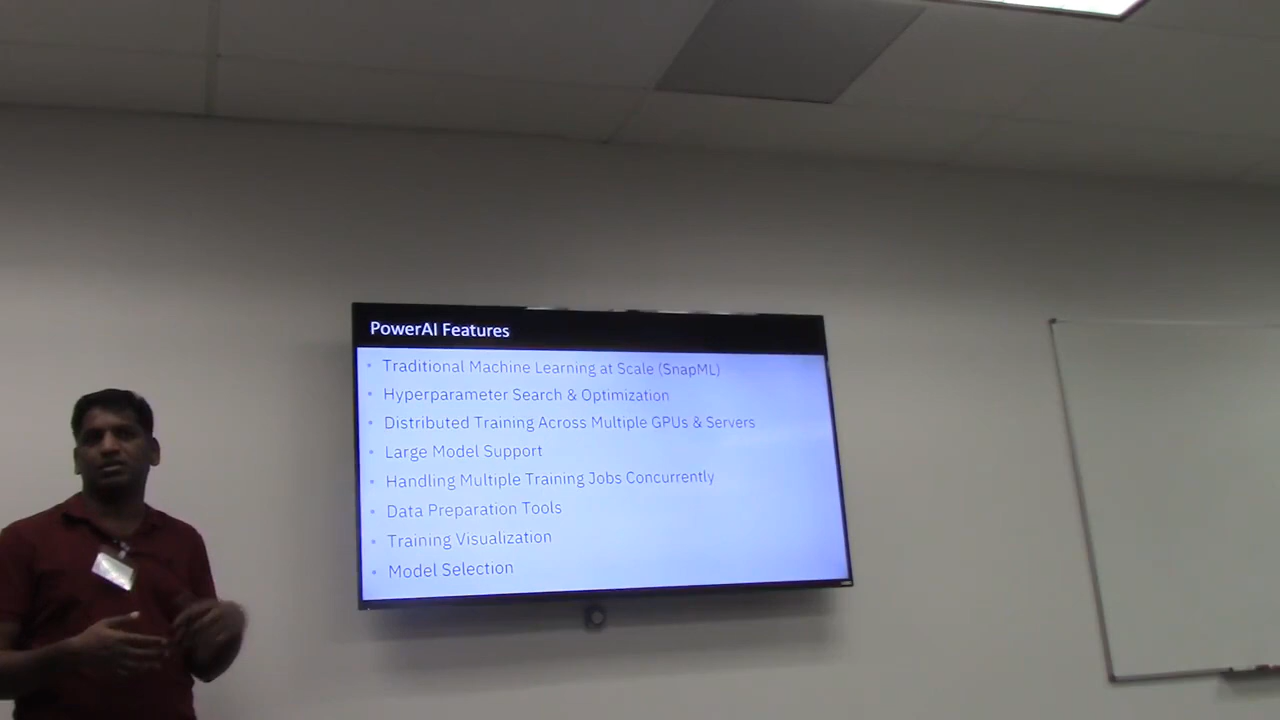 PowerAI Features
• Traditional Machine Learning at Scale (SnapML)
• Hyperparameter Search & Optimization
• Distributed Training Across Multiple GPUs & Servers
• Large Model Support
• Handling Multiple Training Jobs Concurrently
• Data Preparation Tools
• Training Visualization
• Model Selection